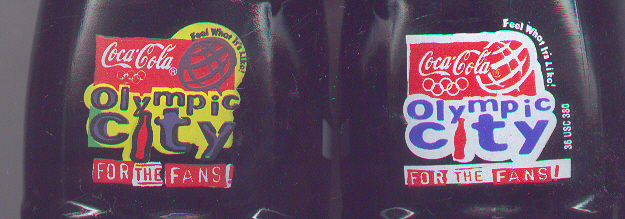 Feel What It's Like!
Coca-Cola®
Olympic
City
FOR THE FANS!
Feel What It's Like!
Coca-Cola
Olympic
City
36 USC 380
FOR THE FANS!